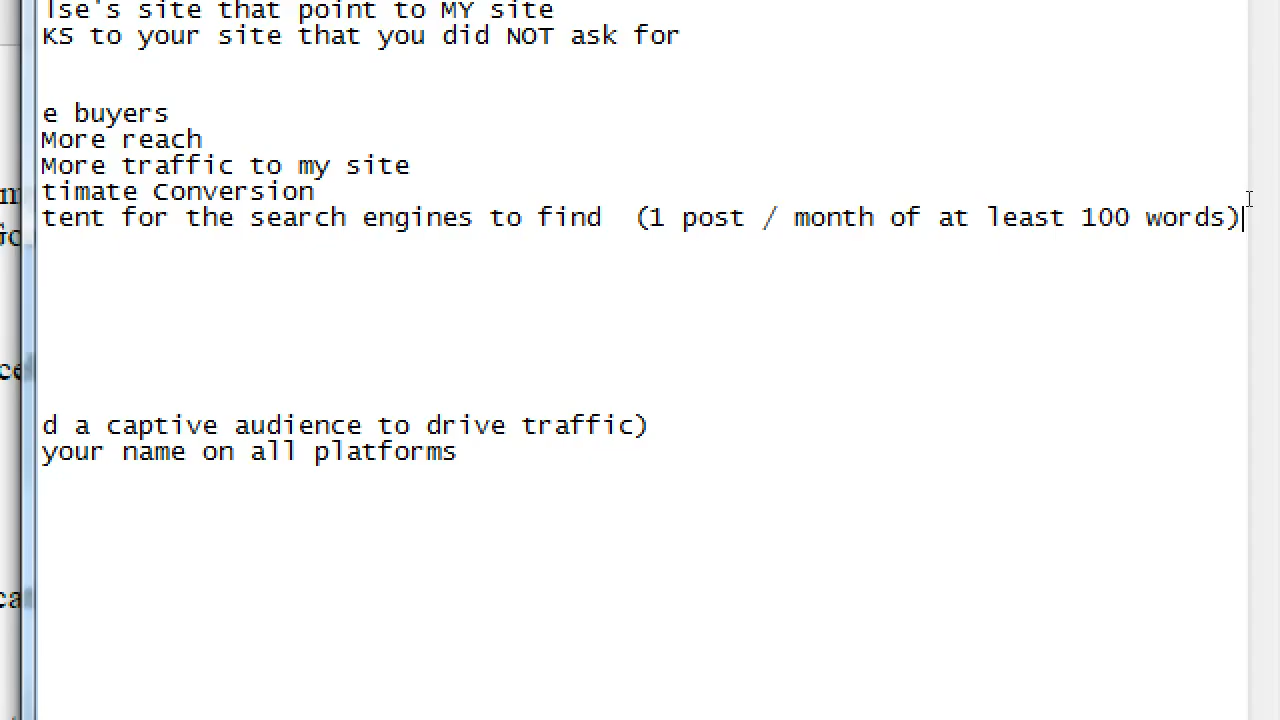 lse's site that point to MY site
KS to your site that you did NOT ask for
e buyers
More reach
More traffic to my site
timate Conversion
tent for the search engines to find  (1 post / month of at least 100 words)
d a captive audience to drive traffic)
your name on all platforms